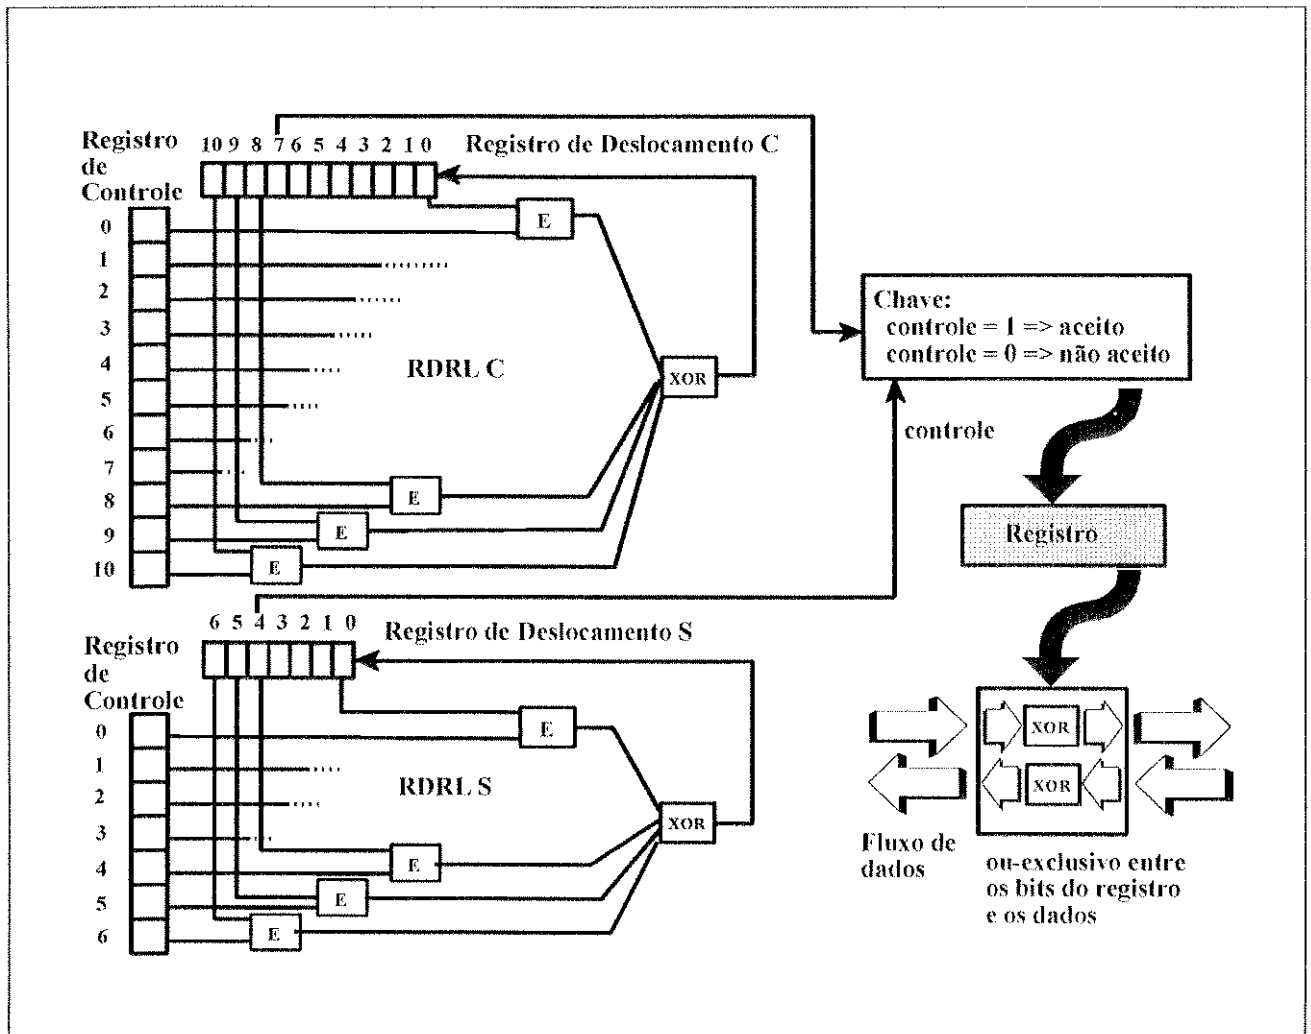 Registro
de
Controle
10 9 8 7 6 5 4 3 2 1 0
Registro de Deslocamento C
0
1
2
3
4
5
6
7
8
9
10
E
RDRL C
XOR
E
E
E
Chave:
controle = 1 => aceito
controle = 0 => não aceito
controle
Registro
6 5 4 3 2 1 0
Registro de Deslocamento S
Registro
de
Controle
0
1
2
3
4
5
6
E
RDRL S
XOR
E
E
E
XOR
XOR
Fluxo de
dados
ou-exclusivo entre
os bits do registro
e os dados